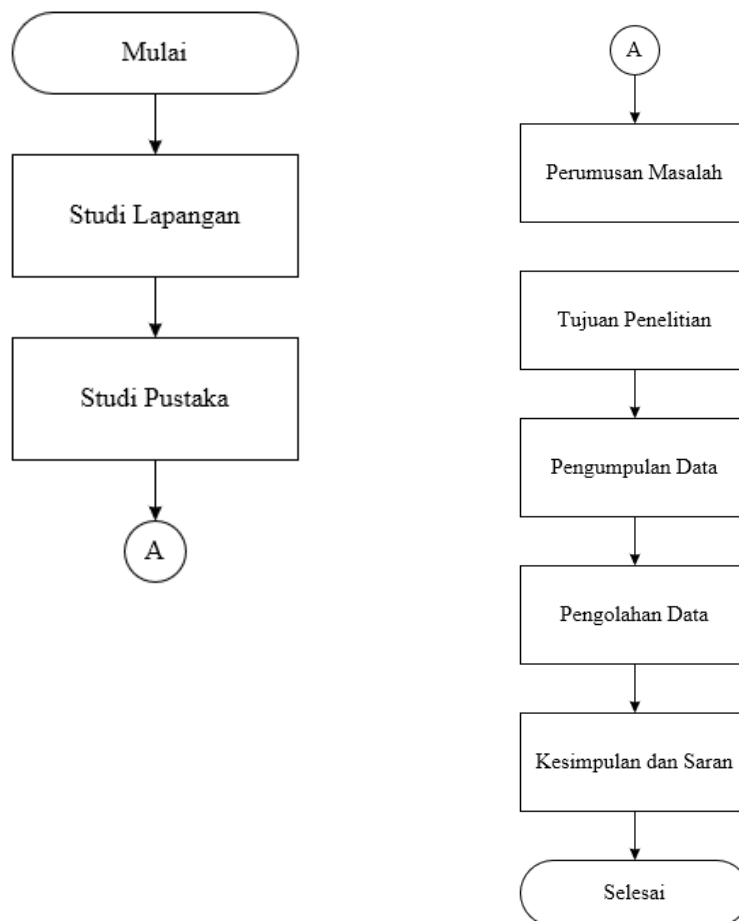 Mulai
Studi Lapangan
Studi Pustaka
A
A
Perumusan Masalah
Tujuan Penelitian
Pengumpulan Data
Pengolahan Data
Kesimpulan dan Saran
Selesai